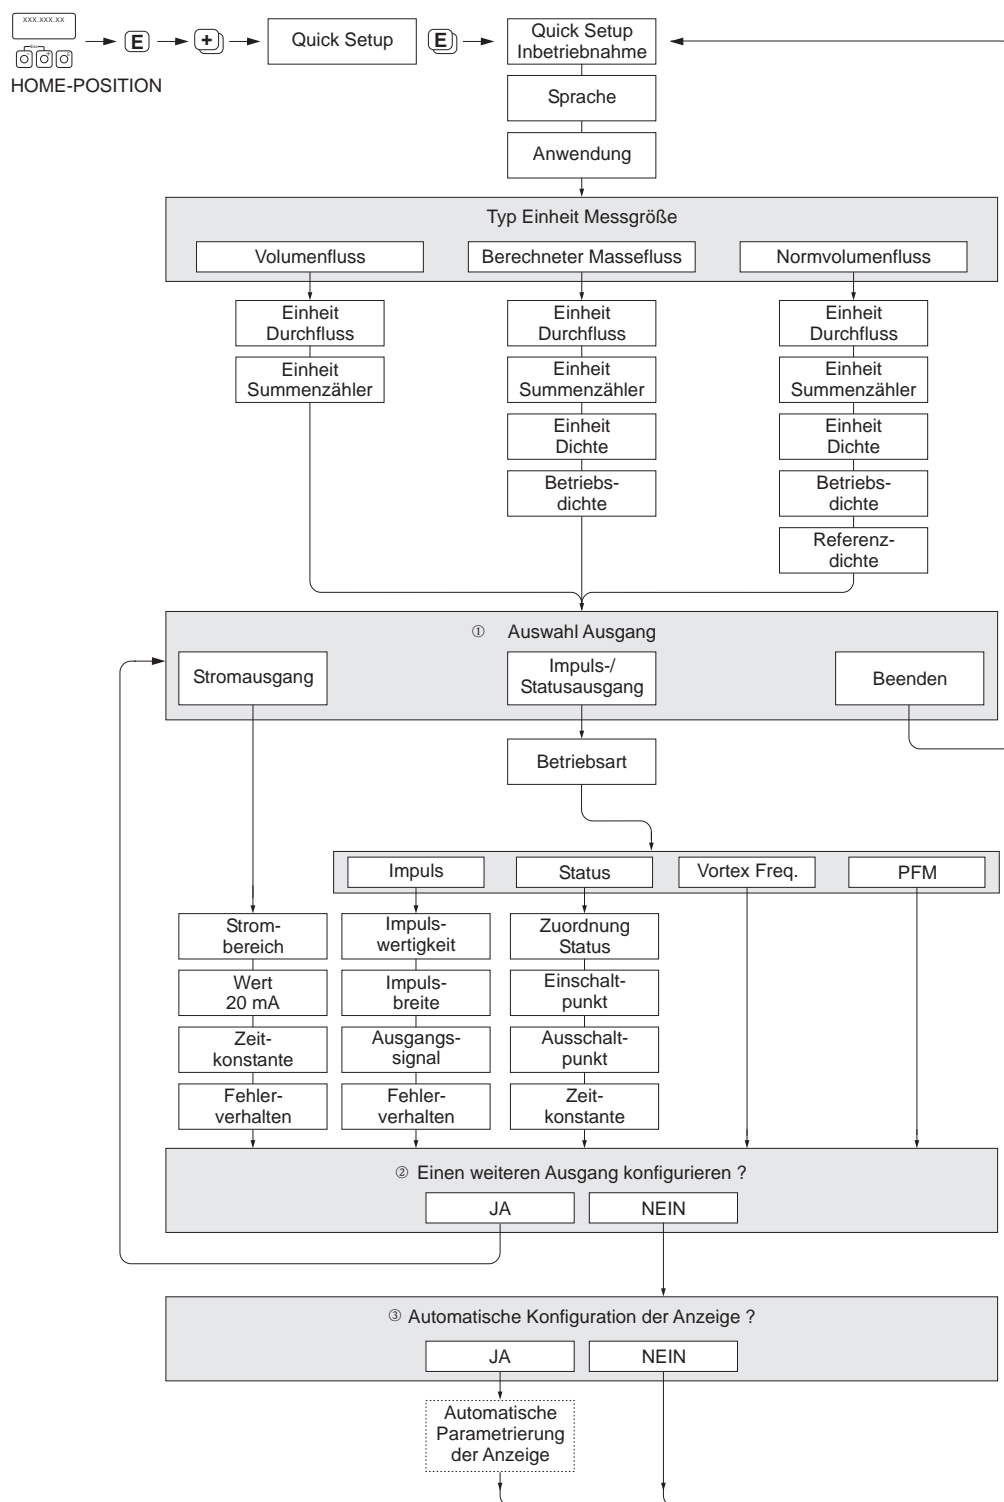 xxx.xxx.xx
Esc
E
+
Quick Setup
E
Quick Setup
Inbetriebnahme
HOME-POSITION
Sprache
Anwendung
Typ Einheit Messgröße
Volumenfluss
Berechneter Massefluss
Normvolumenfluss
Einheit
Durchfluss
Einheit
Summenzähler
Einheit
Durchfluss
Einheit
Summenzähler
Einheit
Dichte
Betriebs-
dichte
Einheit
Durchfluss
Einheit
Summenzähler
Einheit
Dichte
Betriebs-
dichte
Referenz-
dichte
① Auswahl Ausgang
Stromausgang
Impuls-/
Statusausgang
Beenden
Betriebsart
Impuls
Status
Vortex Freq.
PFM
Strom-
bereich
Wert
20 mA
Zeit-
konstante
Fehler-
verhalten
Impuls-
wertigkeit
Impuls-
breite
Ausgangs-
signal
Fehler-
verhalten
Zuordnung
Status
Einschalt-
punkt
Ausschalt-
punkt
Zeit-
konstante
② Einen weiteren Ausgang konfigurieren ?
JA
NEIN
③ Automatische Konfiguration der Anzeige ?
JA
NEIN
Automatische
Parametrierung
der Anzeige